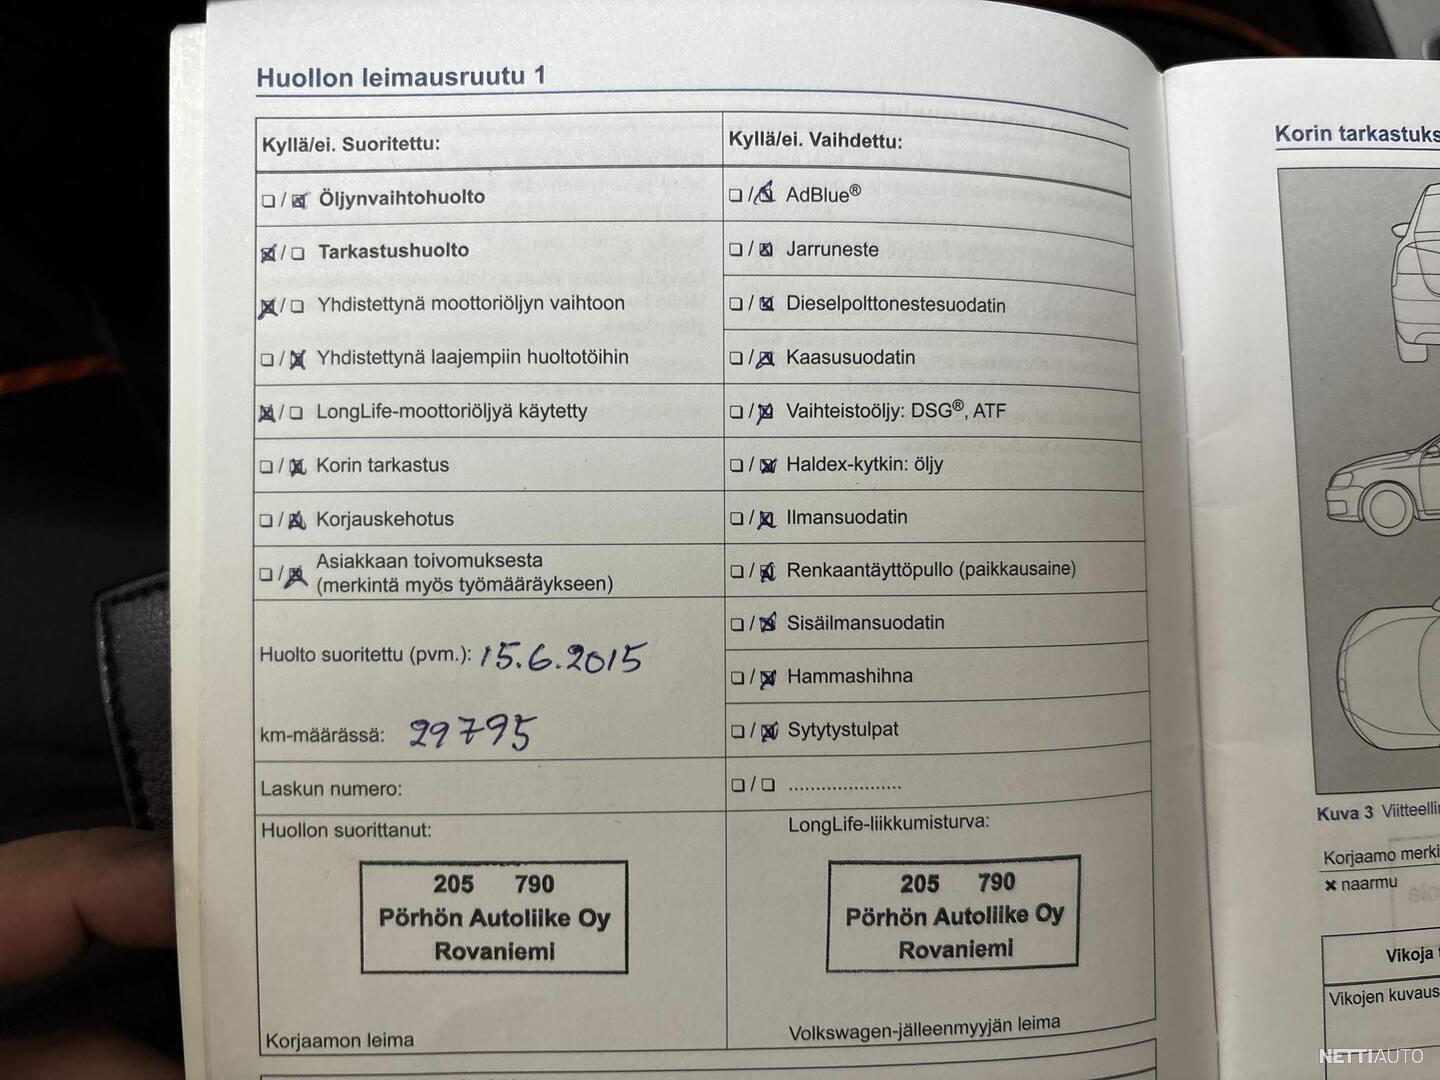 Huollon leimausruutu 1
Kyllä/ei. Suoritettu:
☐ / ☒ Öljynvaihtohuolto
☒ / ☐ Tarkastushuolto
☒ / ☐ Yhdistettynä moottoriöljyn vaihtoon
☐ / ☒ Yhdistettynä laajempiin huoltotöihin
☒ / ☐ LongLife-moottoriöljyä käytetty
☐ / ☒ Korin tarkastus
☐ / ☒ Korjauskehotus
☐ / ☒ Asiakkaan toivomuksesta
(merkintä myös työmääräykseen)
Huolto suoritettu (pvm.): 15.6.2015
km-määrässä: 29795
Laskun numero:
Huollon suorittanut:
205 790
Pörhön Autoliike Oy
Rovaniemi
Korjaamon leima
Kyllä/ei. Vaihdettu:
☐ / ☒ AdBlue®
☐ / ☒ Jarruneste
☐ / ☒ Dieselpolttonestesuodatin
☐ / ☒ Kaasusuodatin
☐ / ☒ Vaihteistoöljy: DSG®, ATF
☐ / ☒ Haldex-kytkin: öljy
☐ / ☒ Ilmansuodatin
☐ / ☒ Renkaantäyttöpullo (paikkausaine)
☐ / ☒ Sisäilmansuodatin
☐ / ☒ Hammashihna
☐ / ☒ Sytytystulpat
☐ / ☐ .....................
LongLife-liikkumisturva:
205 790
Pörhön Autoliike Oy
Rovaniemi
Volkswagen-jälleenmyyjän leima
Korin tarkastuks
Kuva 3 Viitteellin
Korjaamo merki
✖ naarmu
Vikoja
Vikojen kuvaus
NETTIAUTO